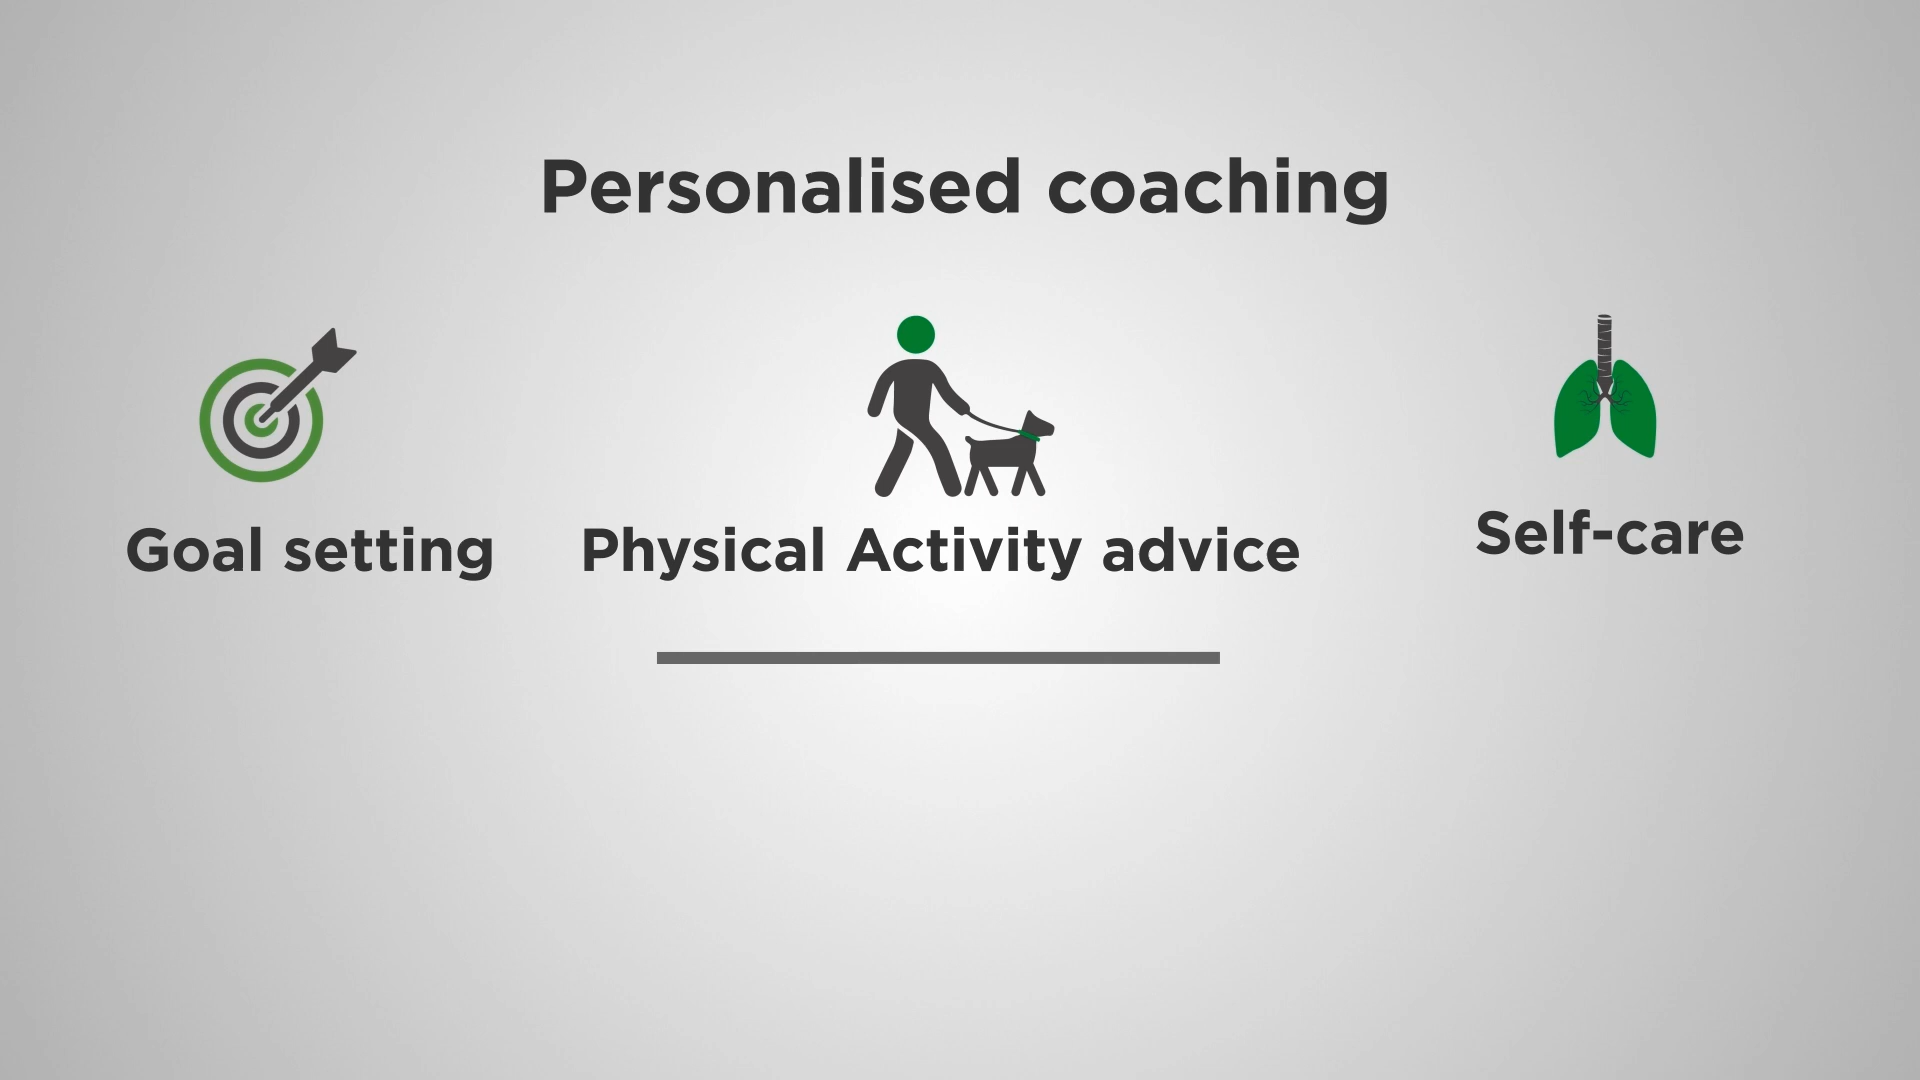 Personalised coaching
Goal setting
Physical Activity advice
Self-care